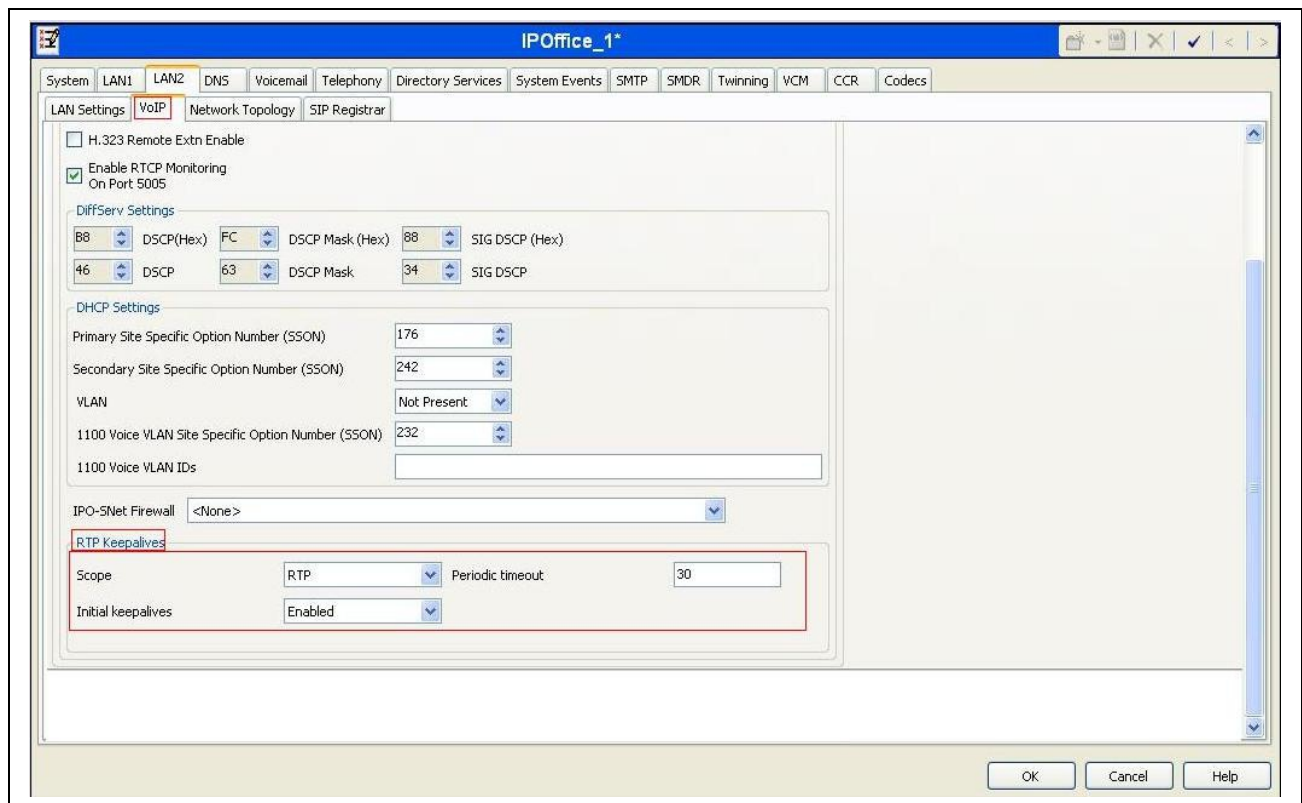 IPOffice_1*
System LAN1 LAN2 DNS Voicemail Telephony Directory Services System Events SMTP SMDR Twinning VCM CCR Codecs
LAN Settings VoIP Network Topology SIP Registrar
H.323 Remote Extn Enable
Enable RTCP Monitoring
On Port 5005
DiffServ Settings
B8 DSCP(Hex) FC DSCP Mask (Hex) 88 SIG DSCP (Hex)
46 DSCP 63 DSCP Mask 34 SIG DSCP
DHCP Settings
Primary Site Specific Option Number (SSON) 176
Secondary Site Specific Option Number (SSON) 242
VLAN Not Present
1100 Voice VLAN Site Specific Option Number (SSON) 232
1100 Voice VLAN IDs
IPO-SNet Firewall <None>
RTP Keepalives
Scope RTP Periodic timeout 30
Initial keepalives Enabled
OK Cancel Help